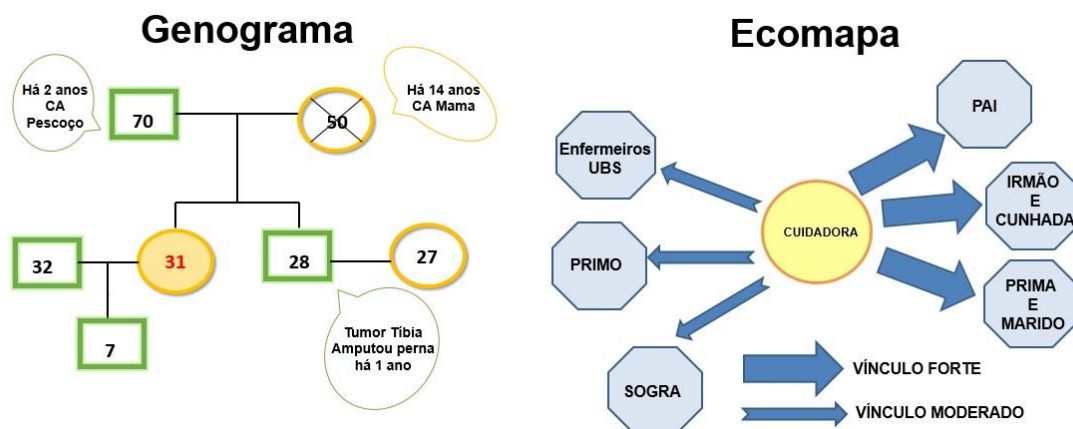 Genograma
Há 2 anos
CA
Pescoço
70
50
Há 14 anos
CA Mama
32
31
28
27
7
Tumor Tíbia
Amputou perna
há 1 ano
Ecomapa
PAI
Enfermeiros
UBS
IRMÃO
E
CUNHADA
CUIDADORA
PRIMO
PRIMA
E
MARIDO
SOGRA
VÍNCULO FORTE
VÍNCULO MODERADO